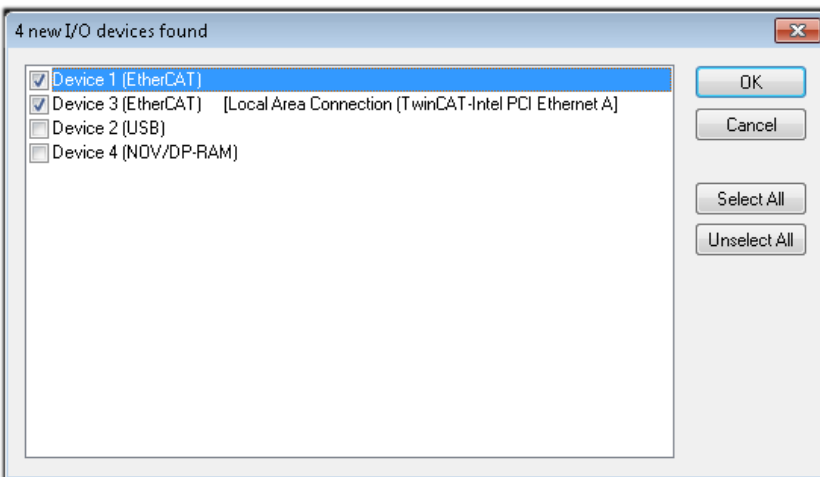 4 new I/O devices found
Device 1 (EtherCAT)
Device 3 (EtherCAT) [Local Area Connection (TwinCAT-Intel PCI Ethernet A]
Device 2 (USB)
Device 4 (NOV/DP-RAM)
OK
Cancel
Select All
Unselect All